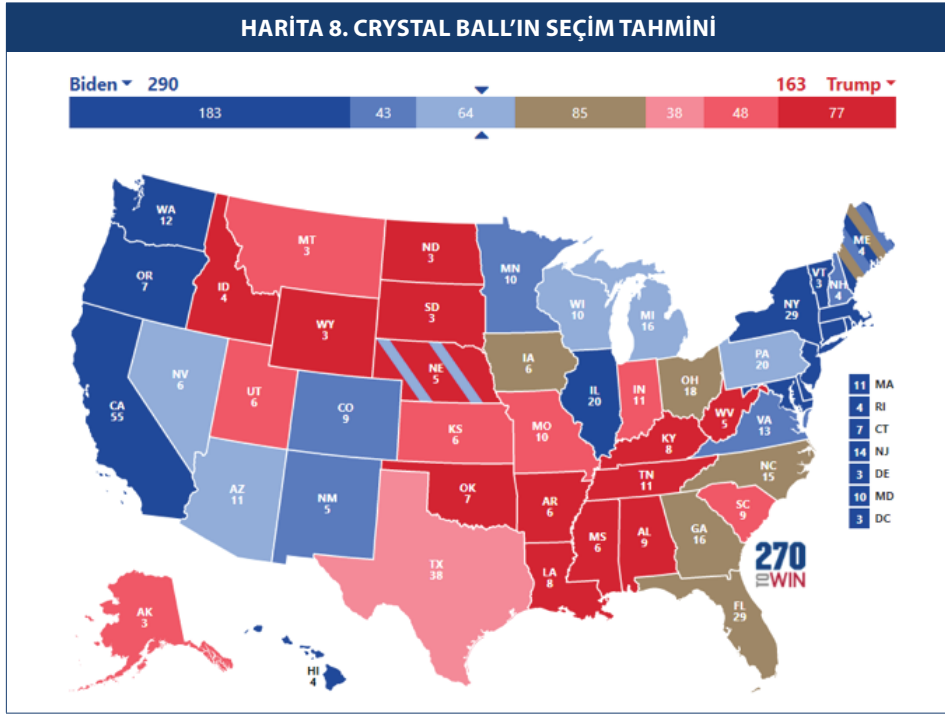 HARİTA 8. CRYSTAL BALL'IN SEÇİM TAHMİNİ
Biden 290
163 Trump
183 43 64 85 38 48 77
WA
12
OR
7
CA
55
NV
6
ID
4
MT
3
WY
3
UT
6
AZ
11
CO
9
NM
5
ND
3
SD
3
NE
5
KS
6
OK
7
TX
38
MN
10
IA
6
MO
10
AR
6
LA
8
WI
10
IL
20
MI
16
IN
11
OH
18
KY
8
TN
11
MS
6
AL
9
GA
16
FL
29
SC
9
NC
15
VA
13
WV
5
PA
20
NY
29
VT
3
NH
4
ME
4
AK
3
HI
4
11 MA
4 RI
7 CT
14 NJ
3 DE
10 MD
3 DC
270
TO WIN